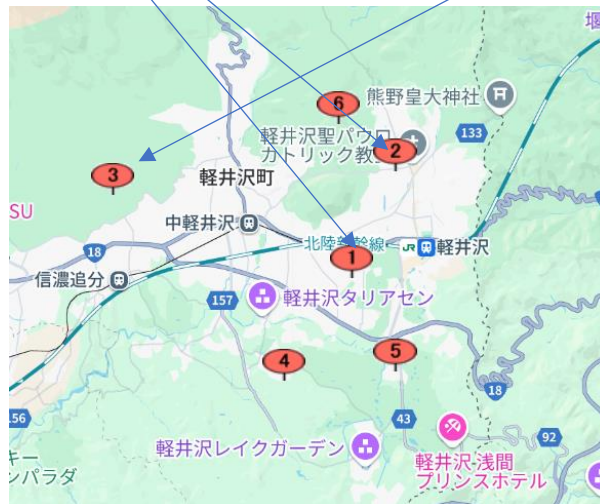 堰
熊野皇大神社
6
133
軽井沢聖パウロ
カトリック教
2
3
軽井沢町
SU
中軽井沢
北陸新幹線
JR 軽井沢
18
1
信濃追分
157
軽井沢タリアセン
5
4
18
156
43
92
軽井沢レイクガーデン
軽井沢 浅間
プリンスホテル
キー
ンパラダ